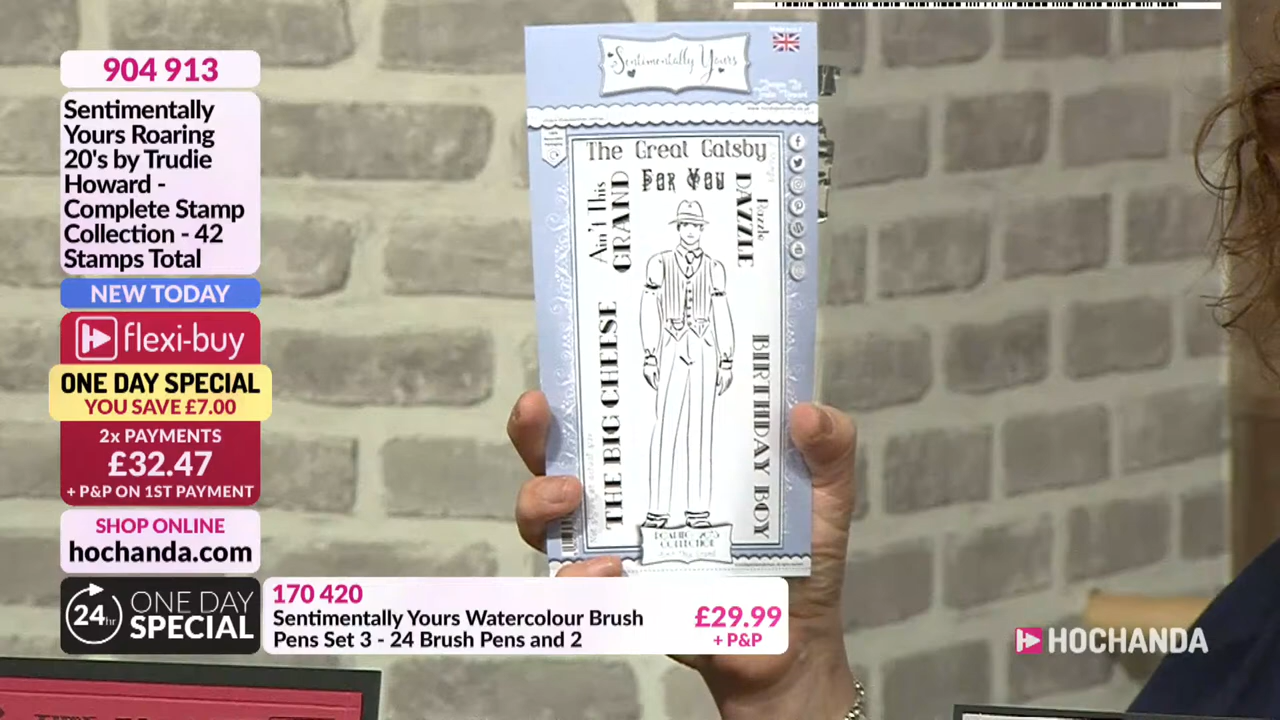 904 913
Sentimentally
Yours Roaring
20's by Trudie
Howard -
Complete Stamp
Collection - 42
Stamps Total
NEW TODAY
flexi-buy
ONE DAY SPECIAL
YOU SAVE £7.00
2x PAYMENTS
£32.47
+ P&P ON 1ST PAYMENT
SHOP ONLINE
hochanda.com
24hr
ONE DAY
SPECIAL
170 420
Sentimentally Yours Watercolour Brush
Pens Set 3 - 24 Brush Pens and 2
£29.99
+ P&P
HOCHANDA
Sentimentally Yours
The Great Gatsby
For You
Ain't This
GRAND
Razzle
DAZZLE
THE BIG CHEESE
BIRTHDAY BOY
ROARING 20'S
COLLECTION